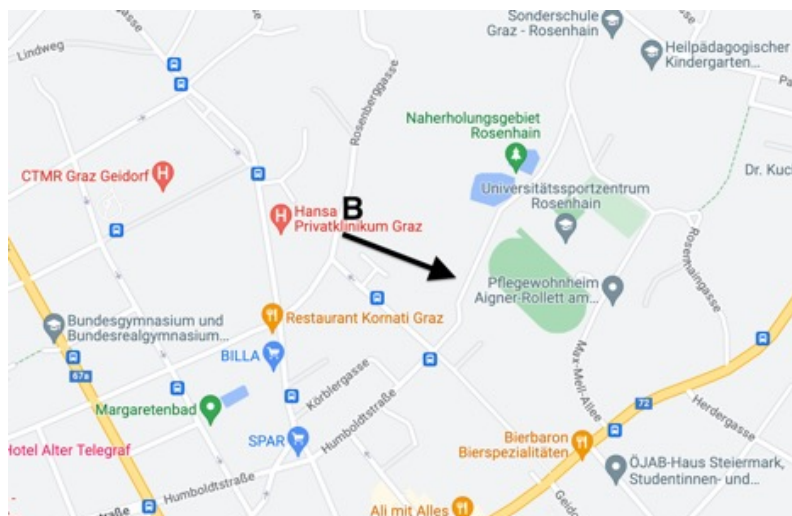 Sonderschule
Graz - Rosenhain
Lindweg
Heilpädagogischer
Kindergarten...
Pa
Rosenberggasse
Naherholungsgebiet
Rosenhain
CTMR Graz Geidorf
H
Dr. Kuc
Universitätssportzentrum
Rosenhain
B
H
Hansa
Privatklinikum Graz
Rosenhaingasse
Pflegewohnheim
Aigner-Rollett am...
Bundesgymnasium und
Bundesrealgymnasium...
Restaurant Kornati Graz
BILLA
67a
Max-Mell-Allee
Körblergasse
72
Margaretenbad
Herdergasse
Humboldtstraße
Hotel Alter Telegraf
SPAR
Bierbaron
Bierspezialitäten
ÖJAB-Haus Steiermark,
Studentinnen- und...
Humboldtstraße
Geido
Ali mit Alles